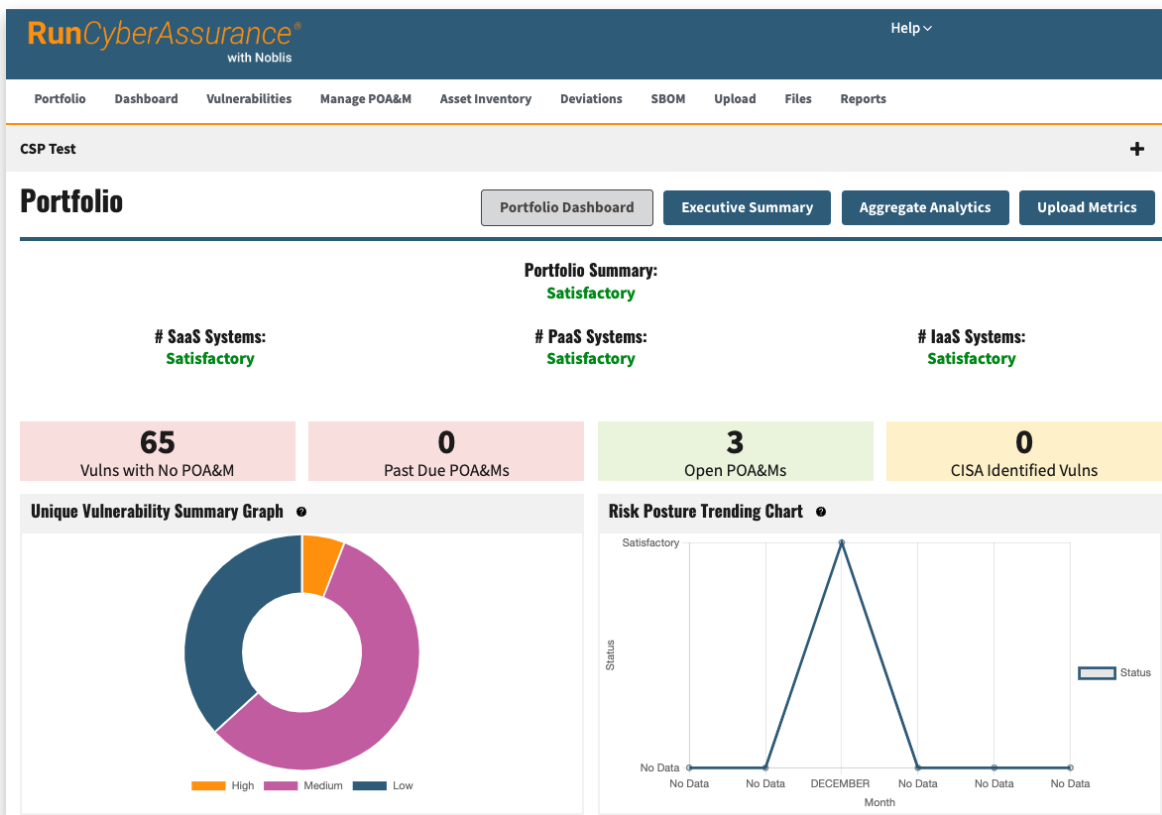 RunCyberAssurance®
with Noblis
Help
Portfolio Dashboard Vulnerabilities Manage POA&M Asset Inventory Deviations SBOM Upload Files Reports
CSP Test +
Portfolio
Portfolio Dashboard Executive Summary Aggregate Analytics Upload Metrics
Portfolio Summary:
Satisfactory
# SaaS Systems: # PaaS Systems: # IaaS Systems:
Satisfactory Satisfactory Satisfactory
65 0 3 0
Vulns with No POA&M Past Due POA&Ms Open POA&Ms CISA Identified Vulns
Unique Vulnerability Summary Graph ?
High Medium Low
Risk Posture Trending Chart ?
Satisfactory
Status
Status
No Data
No Data No Data DECEMBER No Data No Data No Data
Month